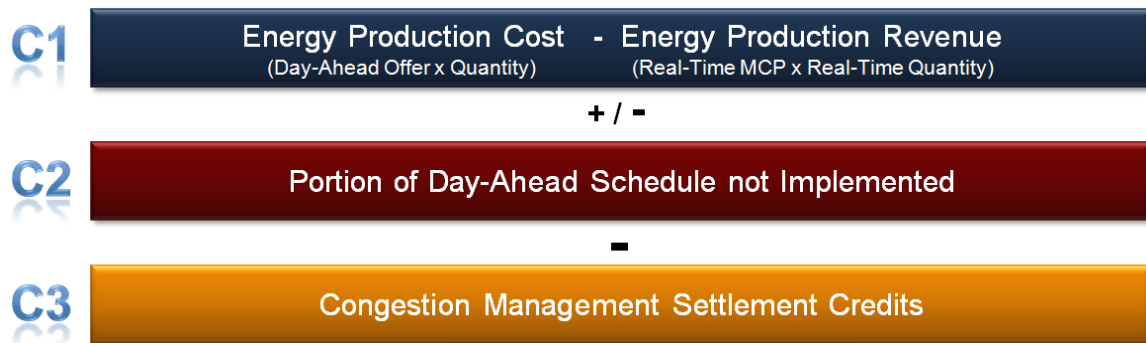 C1
Energy Production Cost - Energy Production Revenue
(Day-Ahead Offer x Quantity) (Real-Time MCP x Real-Time Quantity)
+ / -
C2
Portion of Day-Ahead Schedule not Implemented
-
C3
Congestion Management Settlement Credits